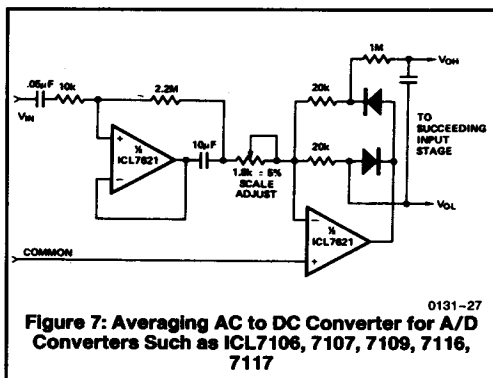 .05µF
10k
2.2M
VIN
+
−
½
ICL7621
10µF
1.8k = 5%
SCALE
ADJUST
20k
20k
1M
VOH
TO
SUCCEEDING
INPUT
STAGE
VOL
−
½
ICL7621
+
COMMON
0131–27
Figure 7: Averaging AC to DC Converter for A/D
Converters Such as ICL7106, 7107, 7109, 7116,
7117